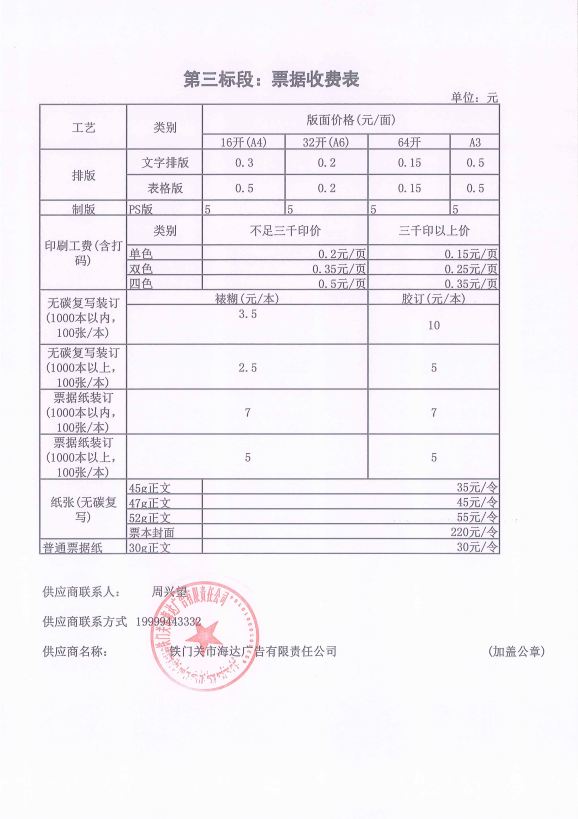 第三标段：票据收费表
单位：元
工艺 类别 版面价格(元/面)
16开(A4) 32开(A6) 64开 A3
排版 文字排版 0.3 0.2 0.15 0.5
表格版 0.5 0.2 0.15 0.5
制版 PS版 5 5 5 5
印刷工费(含打码) 类别 不足三千印价 三千印以上价
单色 0.2元/页 0.15元/页
双色 0.35元/页 0.25元/页
四色 0.5元/页 0.35元/页
无碳复写装订(1000本以内，100张/本) 裱糊(元/本) 胶订(元/本)
3.5 10
无碳复写装订(1000本以上，100张/本) 2.5 5
票据纸装订(1000本以内，100张/本) 7 7
票据纸装订(1000本以上，100张/本) 5 5
纸张(无碳复写) 45g正文 35元/令
47g正文 45元/令
52g正文 55元/令
票本封面 220元/令
普通票据纸 30g正文 30元/令
供应商联系人： 周兴望
供应商联系方式 19999443332
供应商名称： 铁门关市海达广告有限责任公司 (加盖公章)